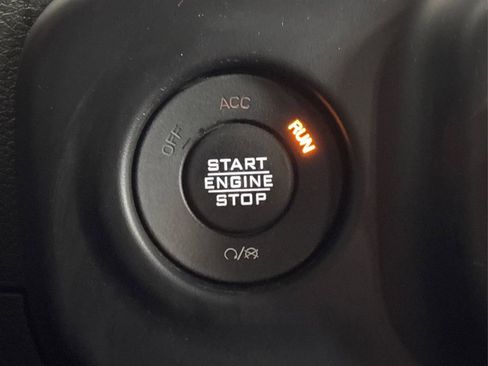 ACC
OFF
RUN
START
ENGINE
STOP